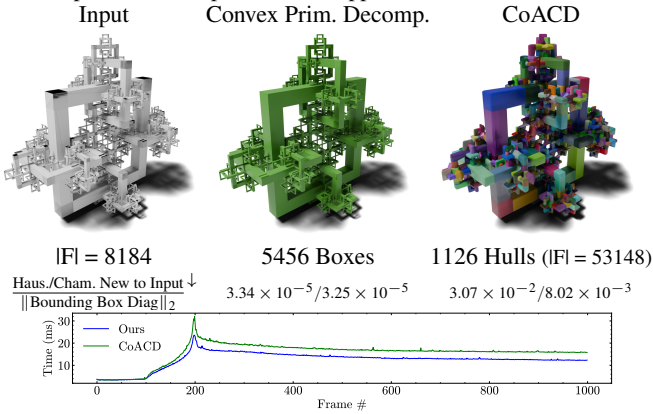 Input Convex Prim. Decomp. CoACD
|F| = 8184 5456 Boxes 1126 Hulls (|F| = 53148)
Haus./Cham. New to Input ↓
‖Bounding Box Diag‖₂
3.34 × 10⁻⁵/3.25 × 10⁻⁵ 3.07 × 10⁻²/8.02 × 10⁻³
Time (ms)
30
20
10
Ours
CoACD
0 200 400 600 800 1000
Frame #